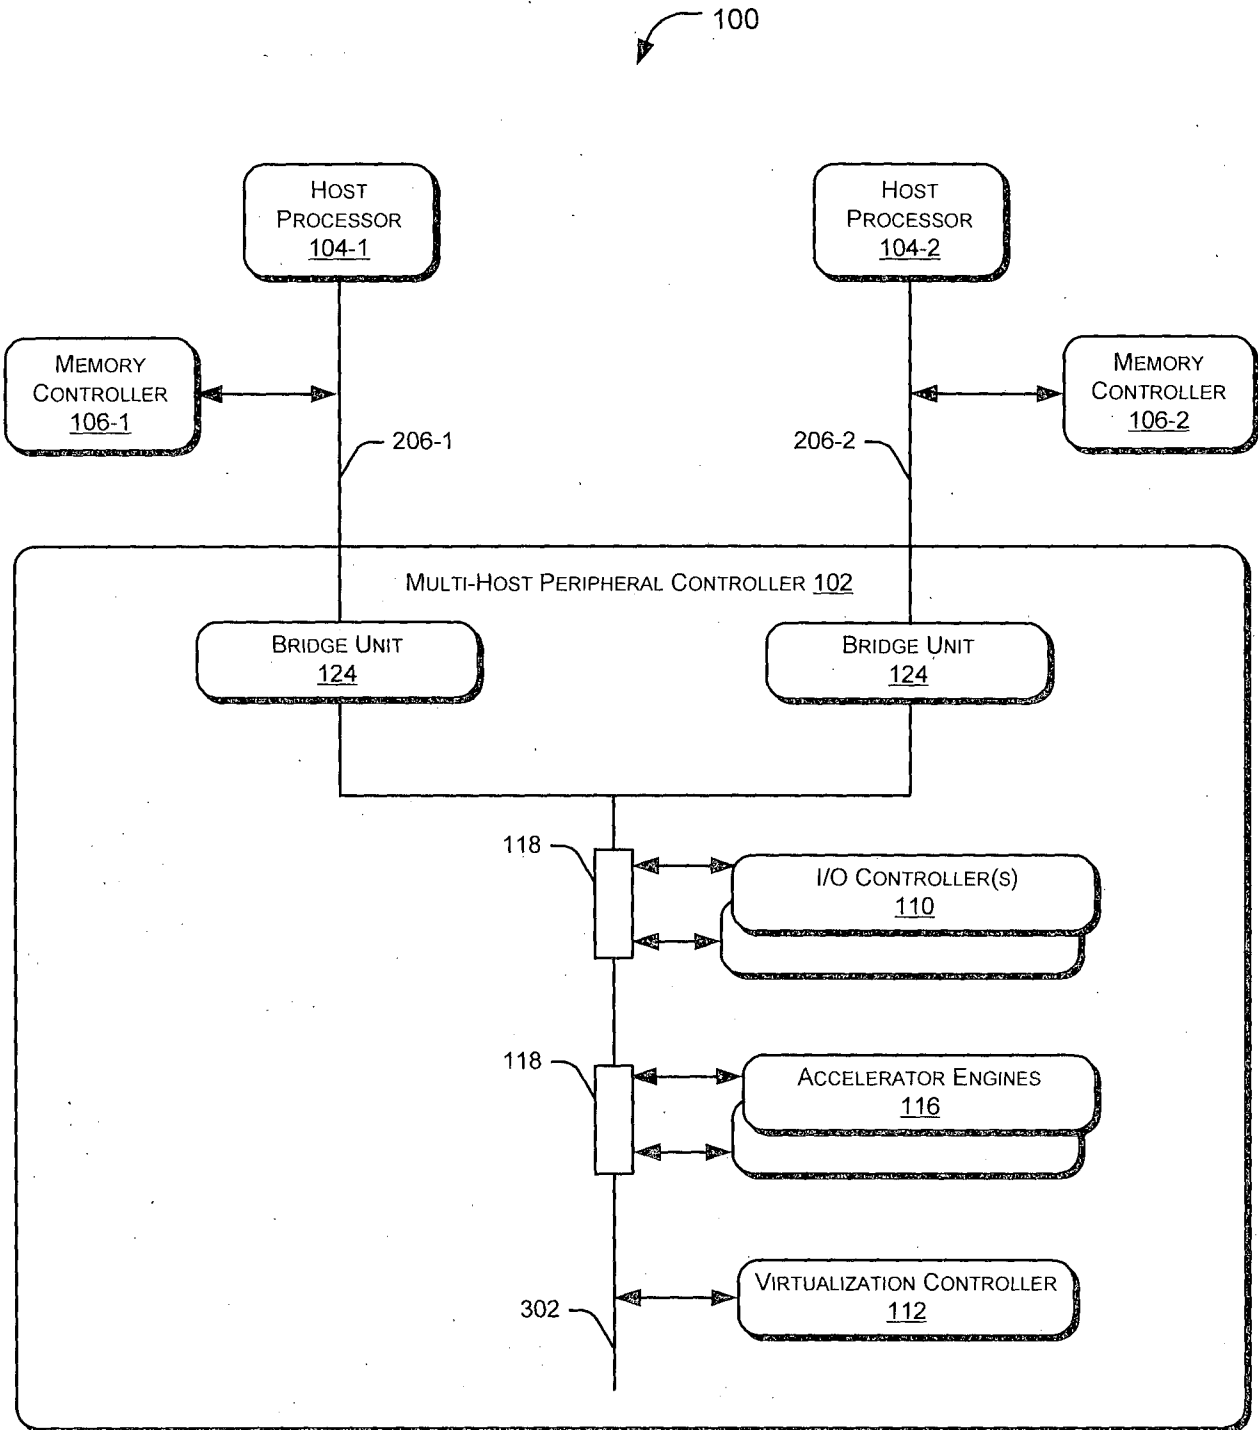 100
HOST
PROCESSOR
104-1
HOST
PROCESSOR
104-2
MEMORY
CONTROLLER
106-1
MEMORY
CONTROLLER
106-2
206-1
206-2
MULTI-HOST PERIPHERAL CONTROLLER 102
BRIDGE UNIT
124
BRIDGE UNIT
124
118
I/O CONTROLLER(S)
110
118
ACCELERATOR ENGINES
116
302
VIRTUALIZATION CONTROLLER
112